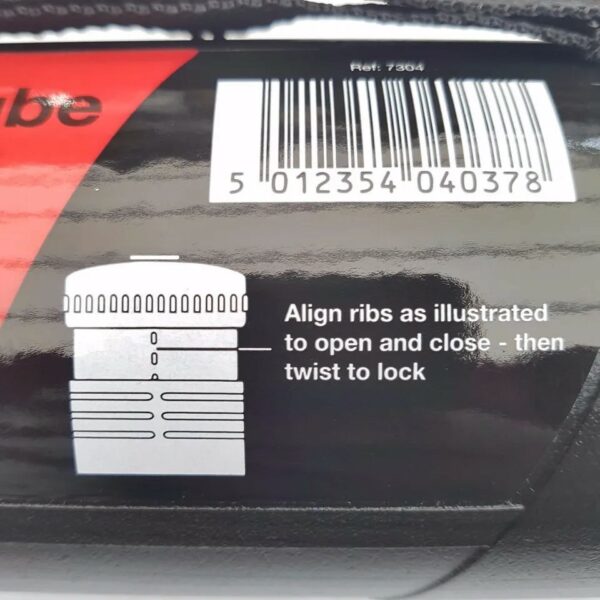 Ref: 7304
5 012354 040378
Align ribs as illustrated
to open and close - then
twist to lock